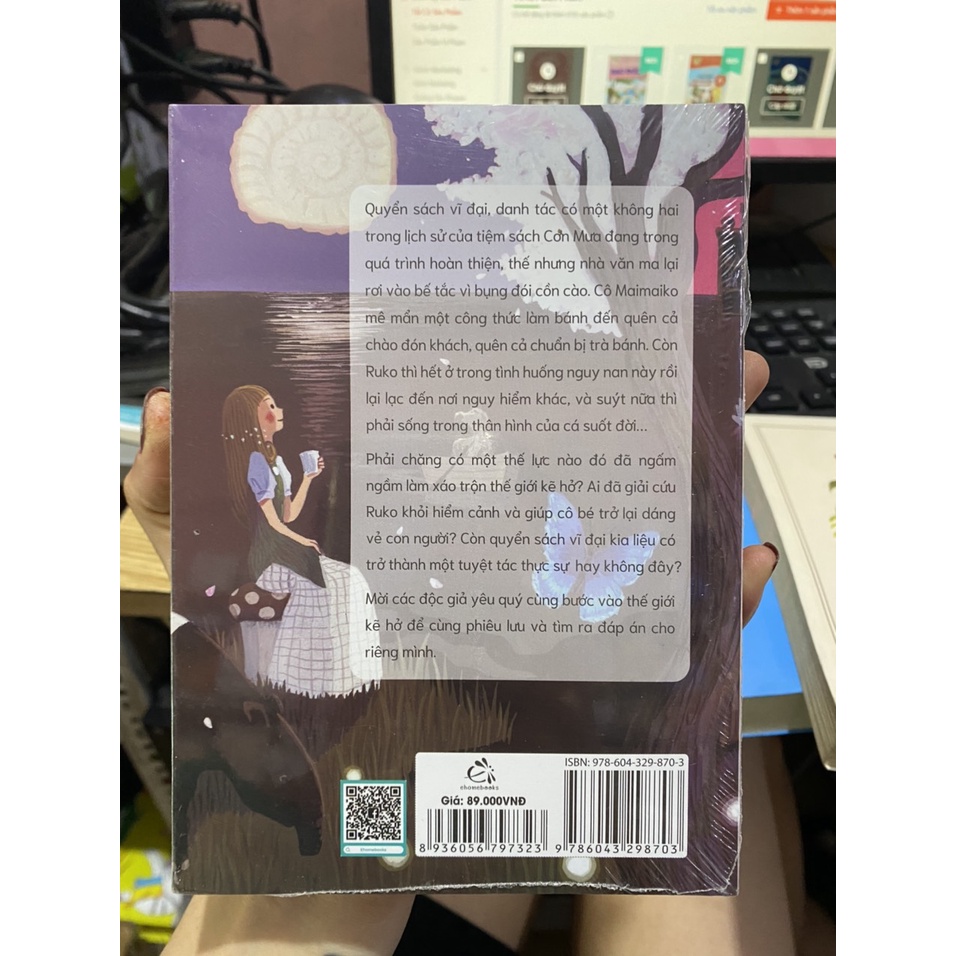 Quyển sách vĩ đại, danh tác có một không hai
trong lịch sử của tiệm sách Cơn Mưa đang trong
quá trình hoàn thiện, thế nhưng nhà văn ma lại
rơi vào bế tắc vì bụng đói cồn cào. Cô Maimaiko
mê mẩn một công thức làm bánh đến quên cả
chào đón khách, quên cả chuẩn bị trà bánh. Còn
Ruko thì hết ở trong tình huống nguy nan này rồi
lại lạc đến nơi nguy hiểm khác, và suýt nữa thì
phải sống trong thân hình của cá suốt đời...
Phải chăng có một thế lực nào đó đã ngấm
ngầm làm xáo trộn thế giới kẽ hở? Ai đã giải cứu
Ruko khỏi hiểm cảnh và giúp cô bé trở lại dáng
vẻ con người? Còn quyển sách vĩ đại kia liệu có
trở thành một tuyệt tác thực sự hay không đây?
Mời các độc giả yêu quý cùng bước vào thế giới
kẽ hở để cùng phiêu lưu và tìm ra đáp án cho
riêng mình.
ehomebooks
Giá: 89.000VNĐ
8 936056 797323
ISBN: 978-604-329-870-3
9 786043 298703